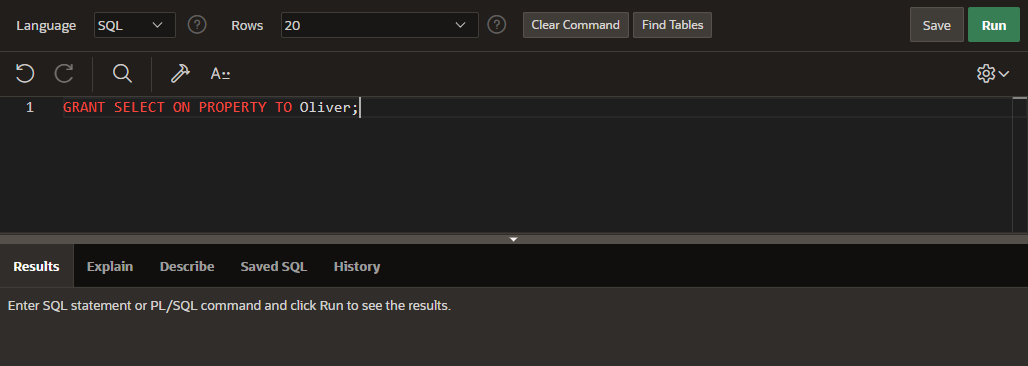 Language SQL ? Rows 20 ? Clear Command Find Tables Save Run
A
1 GRANT SELECT ON PROPERTY TO Oliver;
Results Explain Describe Saved SQL History
Enter SQL statement or PL/SQL command and click Run to see the results.